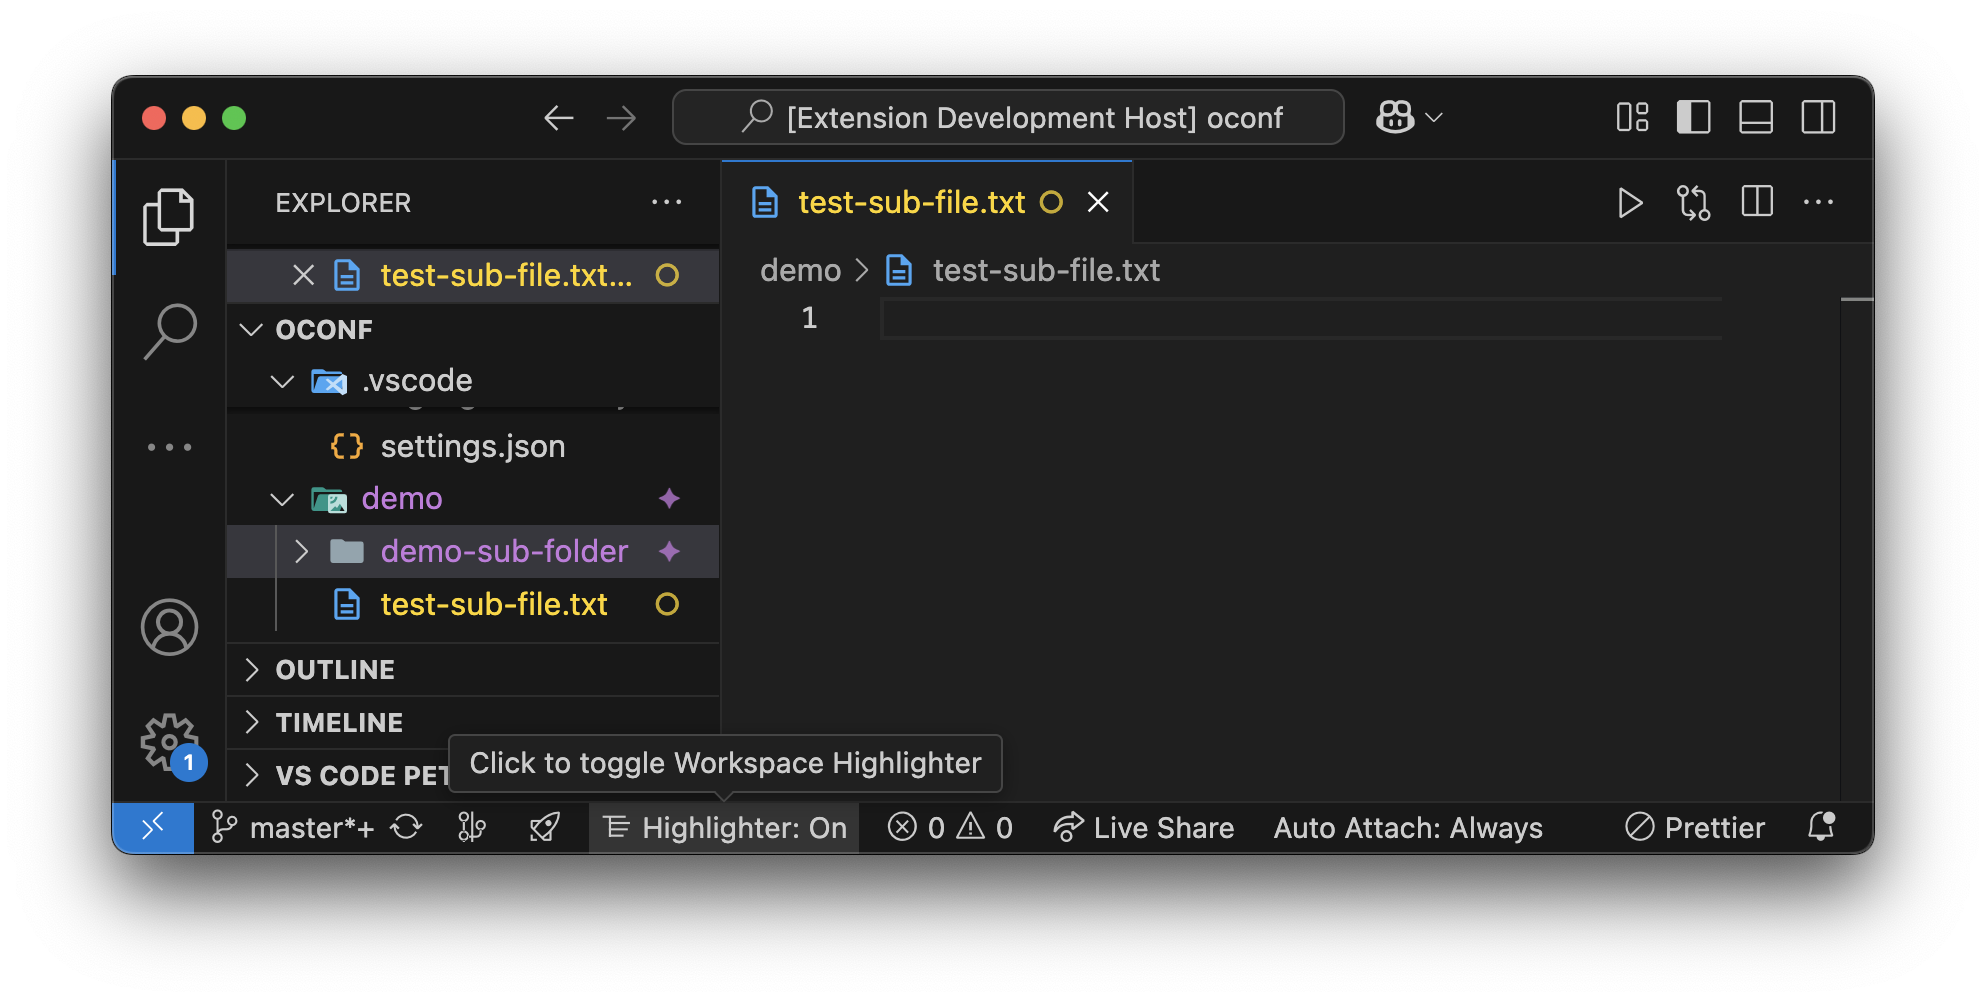 [Extension Development Host] oconf
EXPLORER
test-sub-file.txt...
OCONF
.vscode
settings.json
demo
demo-sub-folder
test-sub-file.txt
OUTLINE
TIMELINE
VS CODE PET
test-sub-file.txt
demo > test-sub-file.txt
1
Click to toggle Workspace Highlighter
1
master*+
Highlighter: On
0
0
Live Share
Auto Attach: Always
Prettier